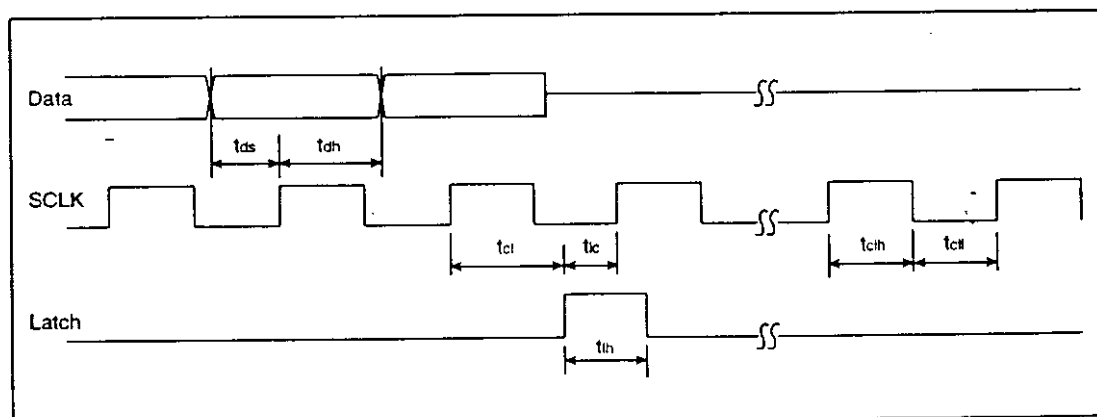 Data
tds tdh
SCLK
tcl tlc tclh tcll
Latch
tlh